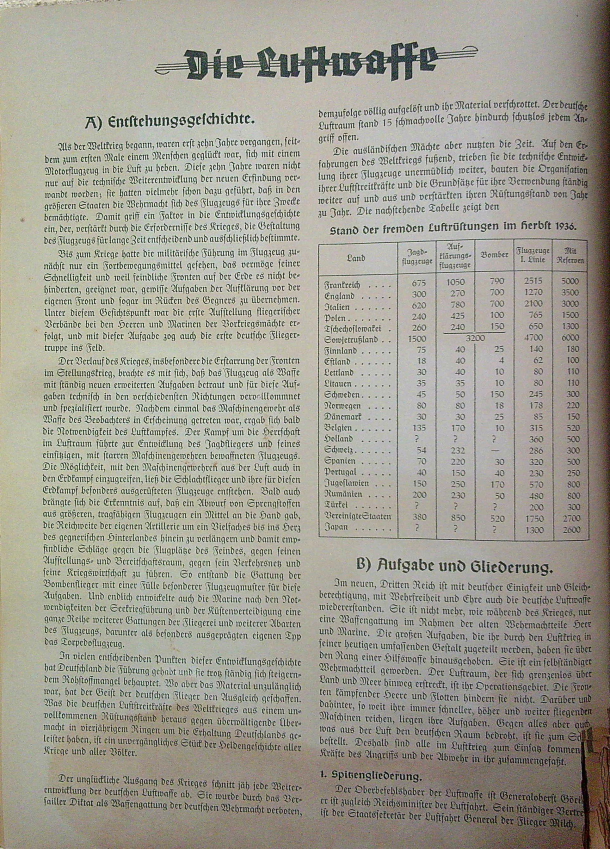 Die Luftwaffe
A) Entstehungsgeschichte.
Als der Weltkrieg begann, waren erst zehn Jahre vergangen, seit-
dem zum ersten Male einem Menschen geglückt war, sich mit einem
Motorflugzeug in die Luft zu heben. Diese zehn Jahre waren nicht
nur auf die technische Weiterentwicklung der neuen Erfindung ver-
wandt worden; sie hatten vielmehr schon dazu geführt, daß in den
größeren Staaten die Wehrmacht sich des Flugzeugs für ihre Zwecke
bemächtigte. Damit griff ein Faktor in die Entwicklungsgeschichte
ein, der, verstärkt durch die Erfordernisse des Krieges, die Gestaltung
des Flugzeugs für lange Zeit entscheidend und ausschließlich bestimmte.
Bis zum Kriege hatte die militärische Führung im Flugzeug zu-
nächst nur ein Fortbewegungsmittel gesehen, das vermöge seiner
Schnelligkeit und weil feindliche Fronten auf der Erde es nicht be-
hinderten, geeignet war, gewisse Aufgaben der Aufklärung vor der
eigenen Front und sogar im Rücken des Gegners zu übernehmen.
Unter diesem Gesichtspunkt war die erste Aufstellung fliegerischer
Verbände bei den Heeren und Marinen der Vorkriegsmächte er-
folgt, und mit dieser Aufgabe zog auch die erste deutsche Flieger-
truppe ins Feld.
Der Verlauf des Krieges, insbesondere die Erstarrung der Fronten
im Stellungskrieg, brachte es mit sich, daß das Flugzeug als Waffe
mit ständig neuen erweiterten Aufgaben betraut und für diese Auf-
gaben technisch in den verschiedensten Richtungen vervollkommnet
und spezialisiert wurde. Nachdem einmal das Maschinengewehr als
Waffe des Beobachters in Erscheinung getreten war, ergab sich bald
die Notwendigkeit des Luftkampfes. Der Kampf um die Herrschaft
im Luftraum führte zur Entwicklung des Jagdfliegers und seines
einsitzigen, mit starren Maschinengewehren bewaffneten Flugzeugs.
Die Möglichkeit, mit den Maschinengewehren aus der Luft auch in
den Erdkampf einzugreifen, ließ die Schlachtflieger und ihre für diesen
Erdkampf besonders ausgerüsteten Flugzeuge entstehen. Bald auch
drängte sich die Erkenntnis auf, daß ein Abwurf von Sprengstoffen
aus größeren, tragfähigen Flugzeugen ein Mittel an die Hand gab,
die Reichweite der eigenen Artillerie um ein Vielfaches bis ins Herz
des gegnerischen Hinterlandes hinein zu verlängern und damit emp-
findliche Schläge gegen die Flugplätze des Feindes, gegen seinen
Aufstellungs- und Bereitschaftsraum, gegen sein Verkehrsnetz und
seine Kriegswirtschaft zu führen. So entstand die Gattung der
Bombenflieger mit einer Fülle besonderer Flugzeugmuster für diese
Aufgaben. Und endlich entwickelte auch die Marine nach den Not-
wendigkeiten der Seekriegführung und der Küstenverteidigung eine
ganze Reihe weiterer Gattungen der Fliegerei und weiterer Abarten
des Flugzeugs, darunter als besonders ausgeprägten eigenen Typ
das Torpedoflugzeug.
In vielen entscheidenden Punkten dieser Entwicklungsgeschichte
hat Deutschland die Führung gehabt und sie trotz ständig sich steigern-
dem Rohstoffmangel behauptet. Wo aber das Material unzulänglich
war, hat der Geist der deutschen Flieger den Ausgleich geschaffen.
Was die deutschen Luftstreitkräfte des Weltkrieges aus einem un-
vollkommenen Rüstungsstand heraus gegen überwältigende Über-
macht in vierjährigem Ringen um die Erhaltung Deutschlands ge-
leistet haben, ist ein unvergängliches Stück der Heldengeschichte aller
Kriege und aller Völker.
Der unglückliche Ausgang des Krieges schnitt jäh jede Weiter-
entwicklung der deutschen Luftwaffe ab. Sie wurde durch das Ver-
sailler Diktat als Waffengattung der deutschen Wehrmacht verboten,
demzufolge völlig aufgelöst und ihr Material verschrottet. Der deutsche
Luftraum stand 15 schmachvolle Jahre hindurch schutzlos jedem An-
griff offen.
Die ausländischen Mächte aber nutzten die Zeit. Auf den Er-
fahrungen des Weltkriegs fußend, trieben sie die technische Entwick-
lung ihrer Flugzeuge unermüdlich weiter, bauten die Organisation
ihrer Luftstreitkräfte und die Grundsätze für ihre Verwendung ständig
weiter auf und aus und verstärkten ihren Rüstungsstand von Jahr
zu Jahr. Die nachstehende Tabelle zeigt den
Stand der fremden Luftrüstungen im Herbst 1936.
Land Jagd-flugzeuge Auf-klärungs-flugzeuge Bomber Flugzeuge I. Linie Mit Reserven
Frankreich . . . . 675 1050 790 2515 5000
England . . . . 300 270 700 1270 3500
Italien . . . . 620 780 700 2100 3000
Polen . . . . 240 425 100 765 1500
Tschechoslowakei . 260 240 150 650 1300
Sowjetrußland . . 1500 3200 4700 6000
Finnland . . . . 75 40 25 140 180
Estland . . . . 18 40 4 62 100
Lettland . . . . 30 40 10 80 110
Litauen . . . . 35 35 10 80 110
Schweden . . . . 45 50 150 245 300
Norwegen . . . . 80 80 18 178 220
Dänemark . . . . 30 30 25 85 150
Belgien . . . . 135 170 10 315 520
Holland . . . . ? ? ? 360 500
Schweiz . . . . 54 232 — 286 300
Spanien . . . . 70 220 30 320 500
Portugal . . . . 40 150 40 230 250
Jugoslawien . . . 150 250 170 570 800
Rumänien . . . . 200 230 50 480 800
Türkei . . . . ? ? ? 200 300
Vereinigte Staaten 380 850 520 1750 2700
Japan . . . . . ? ? ? 1300 2600
B) Aufgabe und Gliederung.
Im neuen, Dritten Reich ist mit deutscher Einigkeit und Gleich-
berechtigung, mit Wehrfreiheit und Ehre auch die deutsche Luftwaffe
wiedererstanden. Sie ist nicht mehr, wie während des Krieges, nur
eine Waffengattung im Rahmen der alten Wehrmachtteile Heer
und Marine. Die großen Aufgaben, die ihr durch den Luftkrieg in
seiner heutigen umfassenden Gestalt zugeteilt werden, haben sie über
den Rang einer Hilfswaffe hinausgehoben. Sie ist ein selbständiger
Wehrmachtteil geworden. Der Luftraum, der sich grenzenlos über
Land und Meer hinweg erstreckt, ist ihr Operationsgebiet. Die Fron-
ten kämpfender Heere und Flotten hindern sie nicht. Darüber und
dahinter, so weit ihre immer schneller, höher und weiter fliegenden
Maschinen reichen, liegen ihre Aufgaben. Gegen alles aber auch,
was aus der Luft den deutschen Raum bedroht, ist sie zum
bestellt. Deshalb sind alle im Luftkrieg zum Einsatz
Kräfte des Angriffs und der Abwehr in ihr zusammengefaßt.
1. Spitzengliederung.
Der Oberbefehlshaber der Luftwaffe ist Generaloberst
er ist zugleich Reichsminister der Luftfahrt. Sein ständiger
ist der Staatssekretär der Luftfahrt General der Flieger Milch.